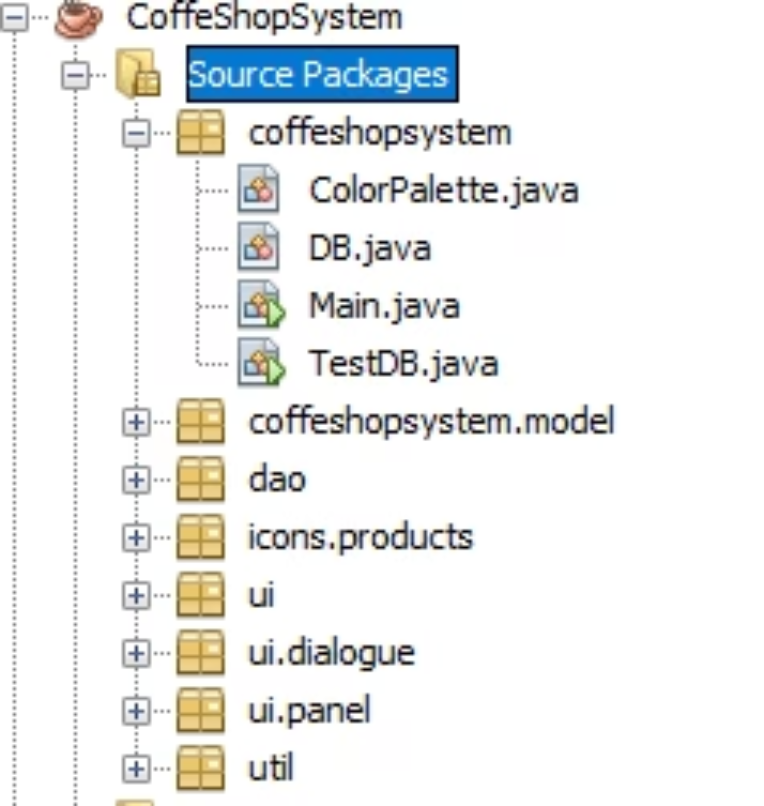 CoffeShopSystem
Source Packages
coffeshopsystem
ColorPalette.java
DB.java
Main.java
TestDB.java
coffeshopsystem.model
dao
icons.products
ui
ui.dialogue
ui.panel
util